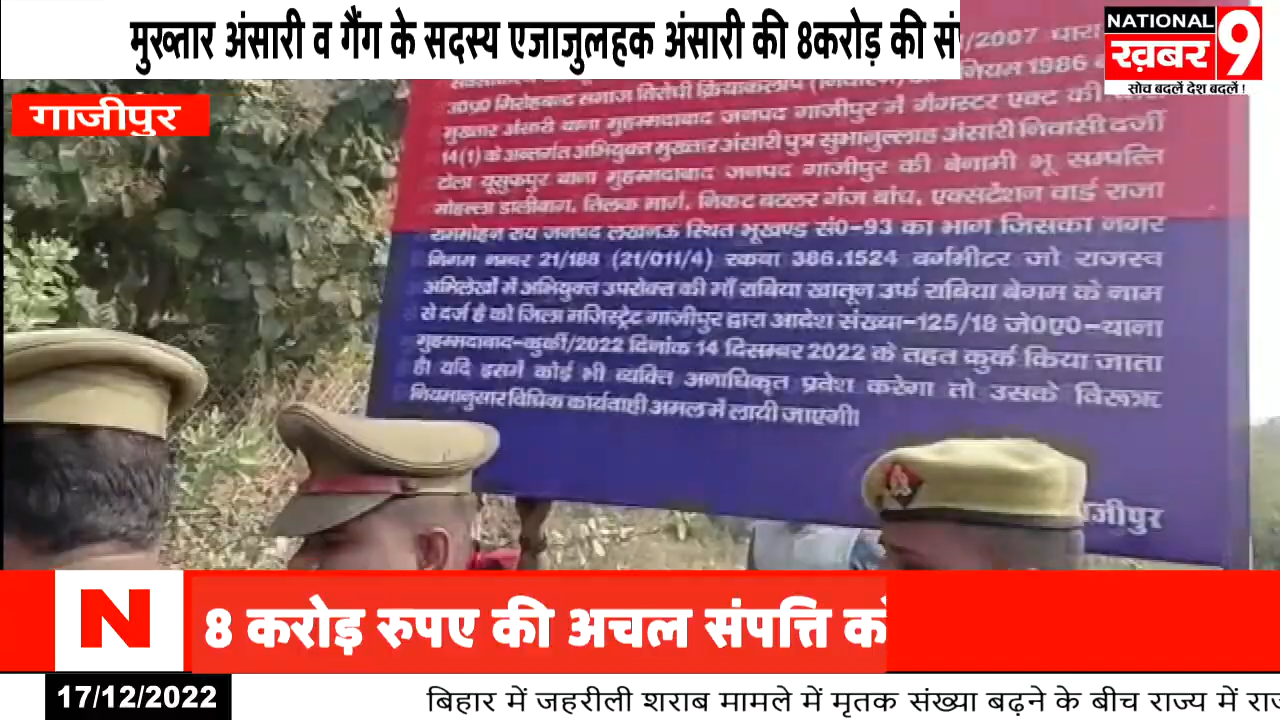 मुख्तार अंसारी व गैंग के सदस्य एजाजुलहक अंसारी की 8करोड़ की
NATIONAL
ख़बर 9
सोच बदलें देश बदलें !
गाजीपुर
/2007 धारा
1986
उ0प्र0 गिरोहबन्द समाज विरोधी क्रियाकलाप
मुख्तार अंसारी थाना मुहम्मदाबाद जनपद गाजीपुर में गैंगस्टर एक्ट की
14(1) के अन्तर्गत अभियुक्त मुख्तार अंसारी पुत्र सुभानुल्लाह अंसारी निवासी दर्जी
टोला यूसुफपुर थाना मुहम्मदाबाद जनपद गाजीपुर की बेनामी भू सम्पत्ति
मोहल्ला डालीबाग, तिलक मार्ग, निकट बटलर गंज बांध, एक्सटेंशन वार्ड राजा
राममोहन राय जनपद लखनऊ स्थित भूखण्ड सं0-93 का भाग जिसका नगर
निगम नम्बर 21/188 (21/011/4) रकबा 386.1524 वर्गमीटर जो राजस्व
अभिलेखों में अभियुक्त उपरोक्त की माँ राबिया खातून उर्फ राबिया बेगम के नाम
से दर्ज है को जिला मजिस्ट्रेट गाजीपुर द्वारा आदेश संख्या-125/18 जे0ए0-थाना
मुहम्मदाबाद-कुर्की/2022 दिनांक 14 दिसम्बर 2022 के तहत कुर्क किया जाता
है। यदि इसमें कोई भी व्यक्ति अनाधिकृत प्रवेश करेगा तो उसके विरूद्ध
नियमानुसार विधिक कार्यवाही अमल में लायी जाएगी।
N
8 करोड़ रुपए की अचल संपत्ति को
17/12/2022
बिहार में जहरीली शराब मामले में मृतक संख्या बढ़ने के बीच राज्य में